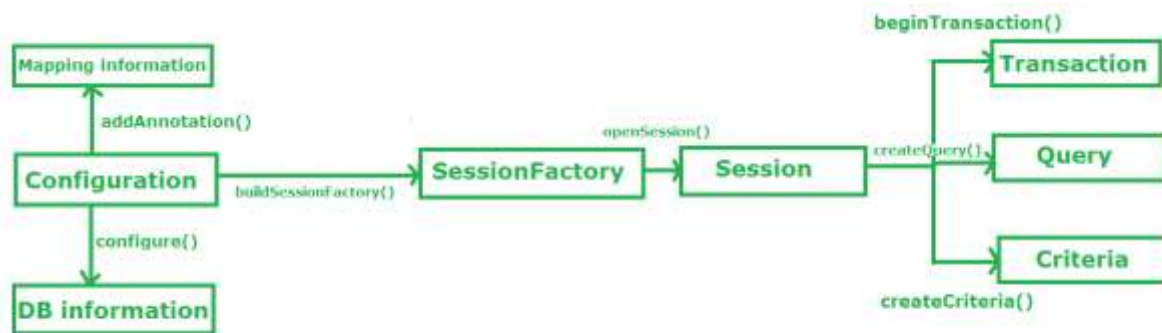 beginTransaction()
Mapping information
Transaction
addAnnotation()
openSession()
createQuery()
Query
Configuration
SessionFactory
Session
buildSessionFactory()
configure()
Criteria
DB information
createCriteria()